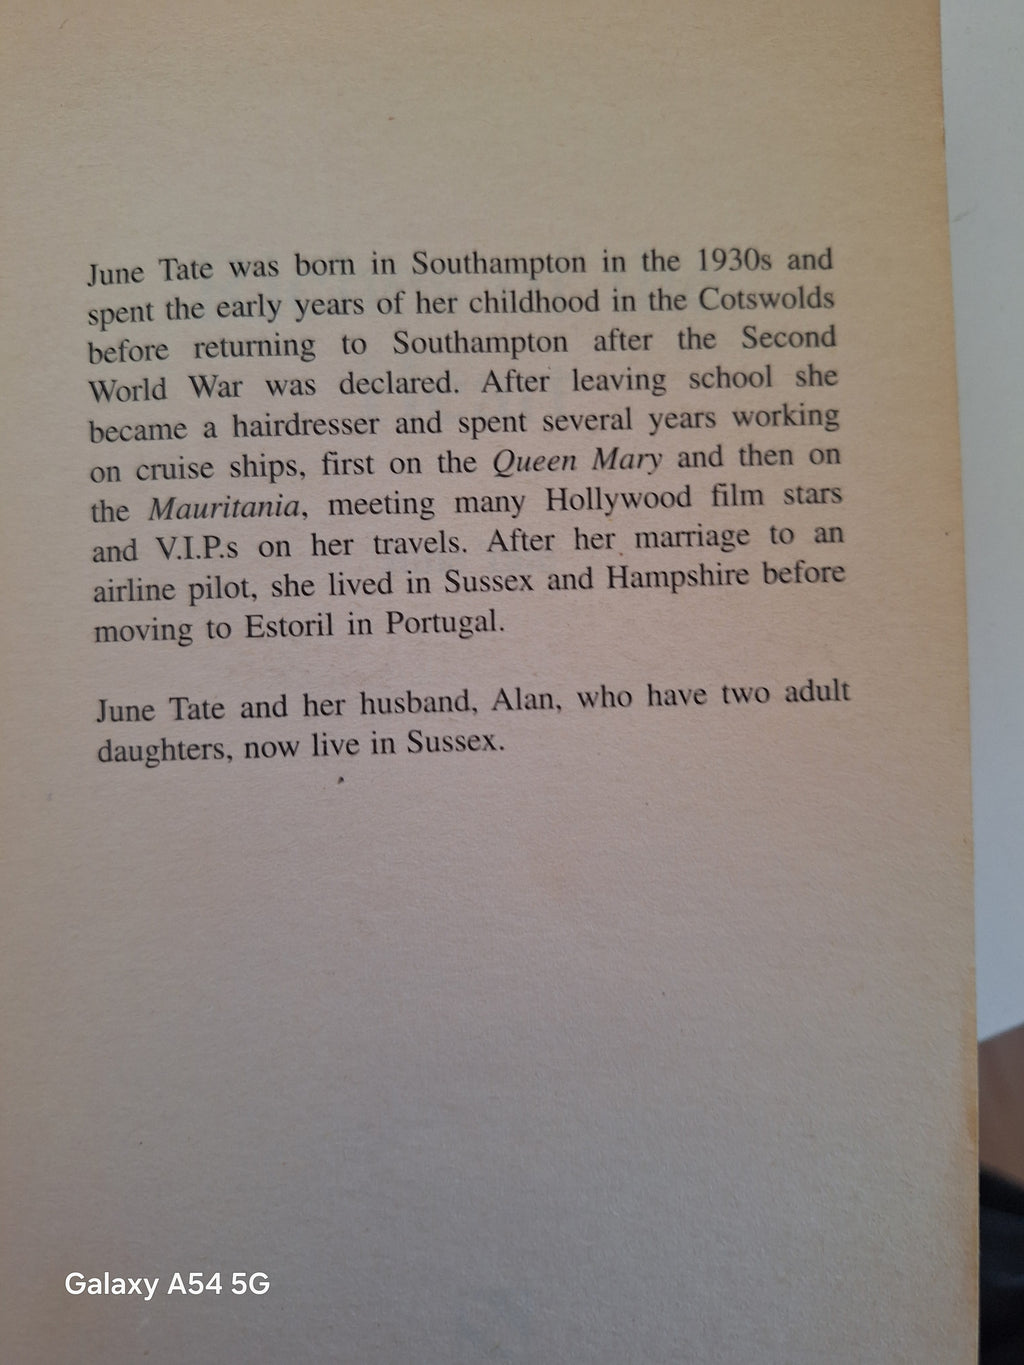 June Tate was born in Southampton in the 1930s and
spent the early years of her childhood in the Cotswolds
before returning to Southampton after the Second
World War was declared. After leaving school she
became a hairdresser and spent several years working
on cruise ships, first on the Queen Mary and then on
the Mauritania, meeting many Hollywood film stars
and V.I.P.s on her travels. After her marriage to an
airline pilot, she lived in Sussex and Hampshire before
moving to Estoril in Portugal.
June Tate and her husband, Alan, who have two adult
daughters, now live in Sussex.
Galaxy A54 5G